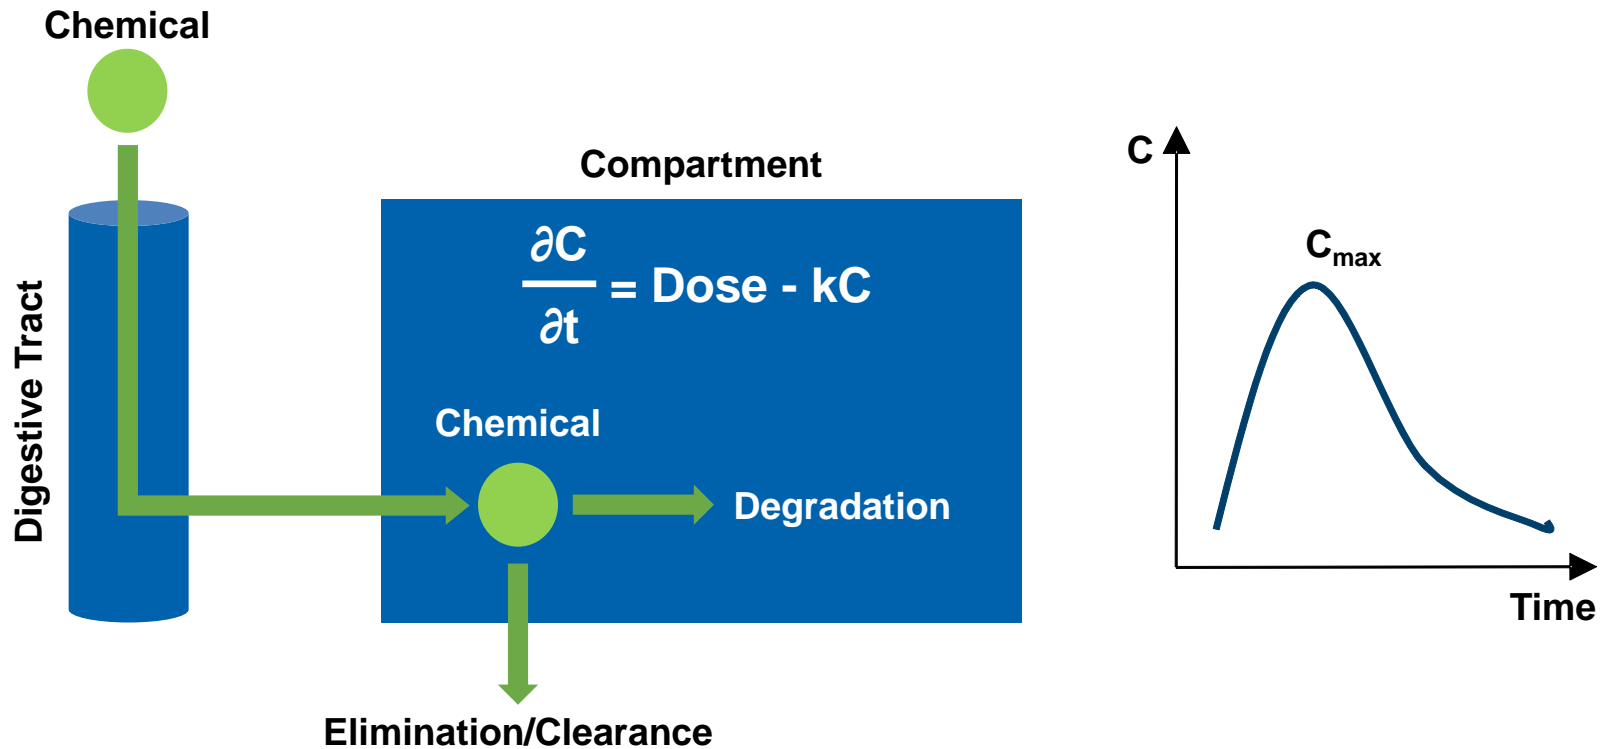 Chemical
Digestive Tract
Compartment
∂C
∂t
= Dose - kC
Chemical
Degradation
Elimination/Clearance
C
Cmax
Time